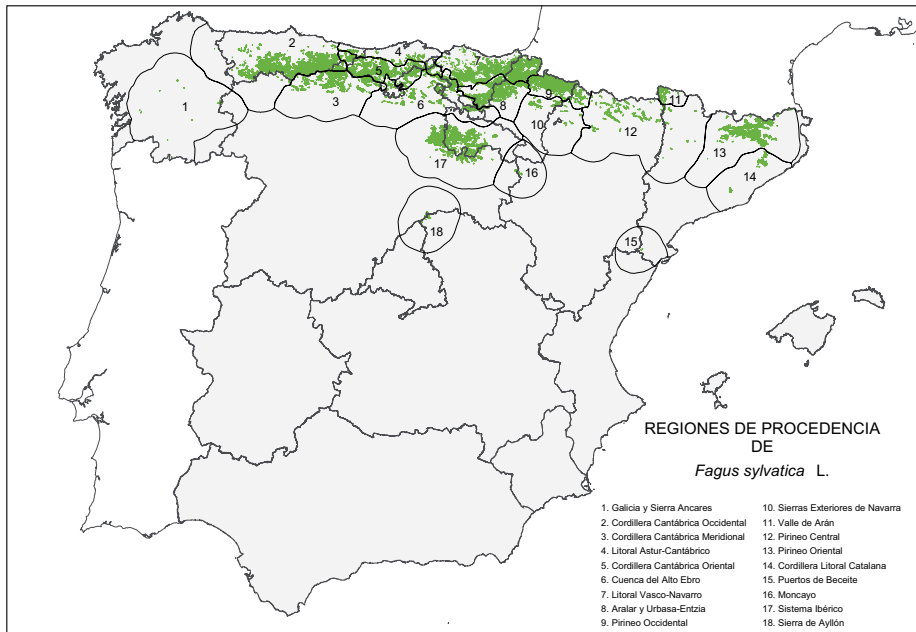 2
4
7
5
1
3
6
8
9
10
11
12
13
14
17
16
18
15
REGIONES DE PROCEDENCIA
DE
Fagus sylvatica L.
1. Galicia y Sierra Ancares
2. Cordillera Cantábrica Occidental
3. Cordillera Cantábrica Meridional
4. Litoral Astur-Cantábrico
5. Cordillera Cantábrica Oriental
6. Cuenca del Alto Ebro
7. Litoral Vasco-Navarro
8. Aralar y Urbasa-Entzia
9. Pirineo Occidental
10. Sierras Exteriores de Navarra
11. Valle de Arán
12. Pirineo Central
13. Pirineo Oriental
14. Cordillera Litoral Catalana
15. Puertos de Beceite
16. Moncayo
17. Sistema Ibérico
18. Sierra de Ayllón